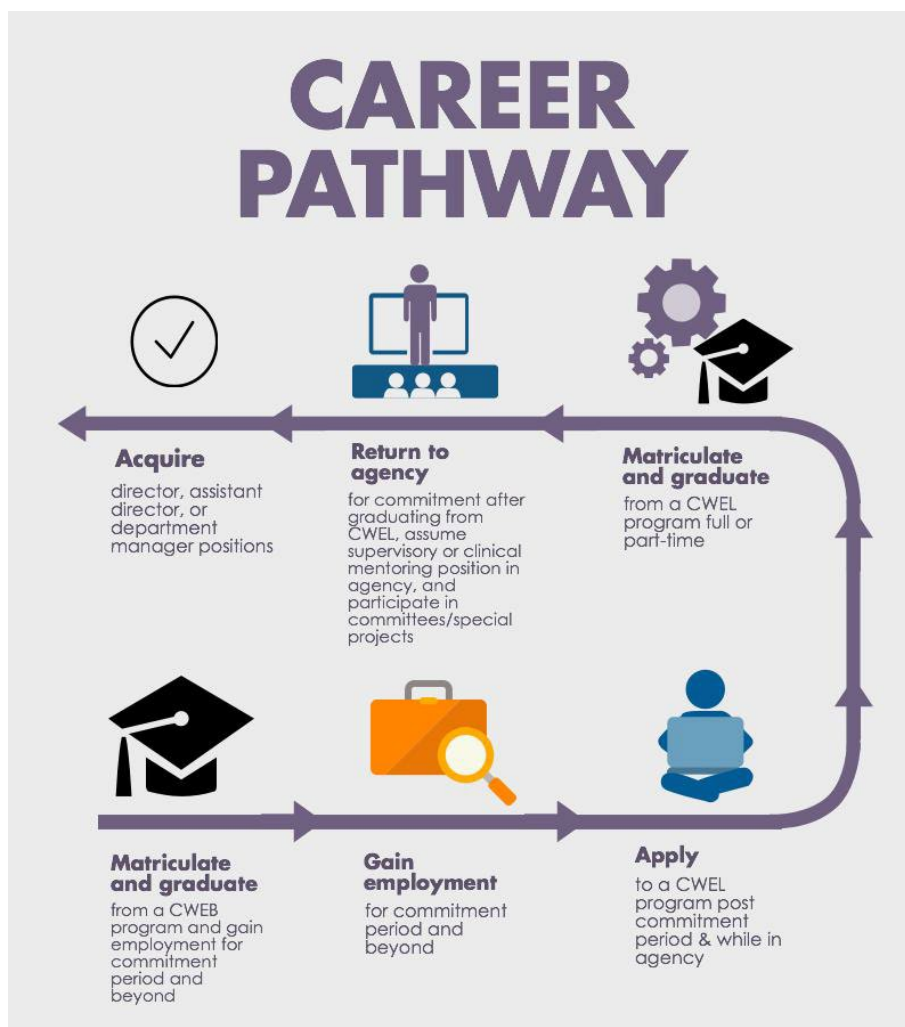 CAREER
PATHWAY
Acquire
director, assistant
director, or
department
manager positions
Return to
agency
for commitment after
graduating from
CWEL, assume
supervisory or clinical
mentoring position in
agency, and
participate in
committees/special
projects
Matriculate
and graduate
from a CWEL
program full or
part-time
Matriculate
and graduate
from a CWEB
program and gain
employment for
commitment
period and
beyond
Gain
employment
for commitment
period and
beyond
Apply
to a CWEL
program post
commitment
period & while in
agency